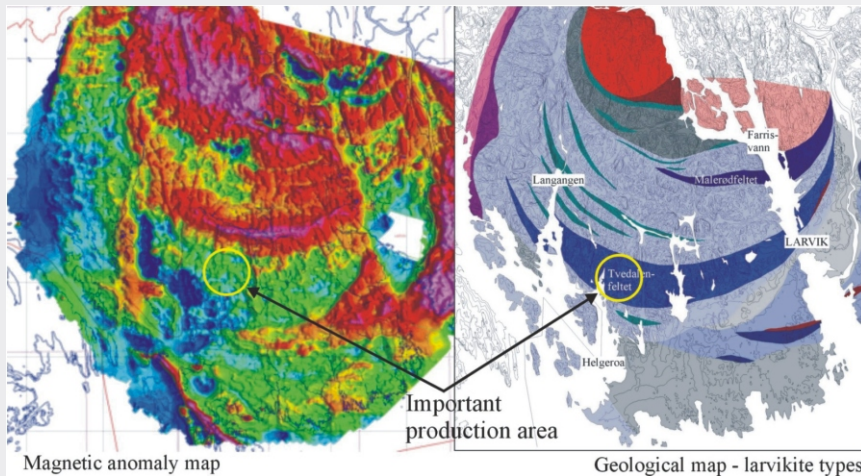 Farris-
vann
Langangen
Malerødfeltet
LARVIK
Tvedalen-
feltet
Helgeroa
Important
production area
Magnetic anomaly map
Geological map - larvikite types